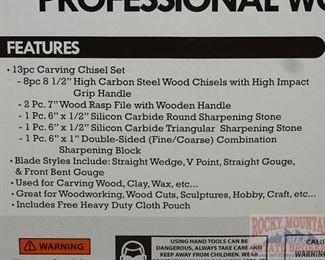 PROFESSIONAL WO
FEATURES
• 13pc Carving Chisel Set
- 8pc 8 1/2" High Carbon Steel Wood Chisels with High Impact
Grip Handle
- 2 Pc. 7" Wood Rasp File with Wooden Handle
- 1 Pc. 6" x 1/2" Silicon Carbide Round Sharpening Stone
- 1 Pc. 6" x 1/2" Silicon Carbide Triangular Sharpening Stone
- 1 Pc. 6" x 1" Double-Sided (Fine/Coarse) Combination
Sharpening Block
• Blade Styles Include: Straight Wedge, V Point, Straight Gouge,
& Front Bent Gouge
• Used for Carving Wood, Clay, Wax, etc...
• Great for Woodworking, Wood Cuts, Sculptures, Hobby, Craft, etc...
• Includes Free Heavy Duty Cloth Pouch
ROCKY MOUNTAIN
ESTATE BROKERS
WARNING
USING HAND TOOLS CAN BE
DANGEROUS, ALWAYS TAKE CARE AND
KEEP AWAY FROM CHILDREN. WEAR
CALIF
WARNING